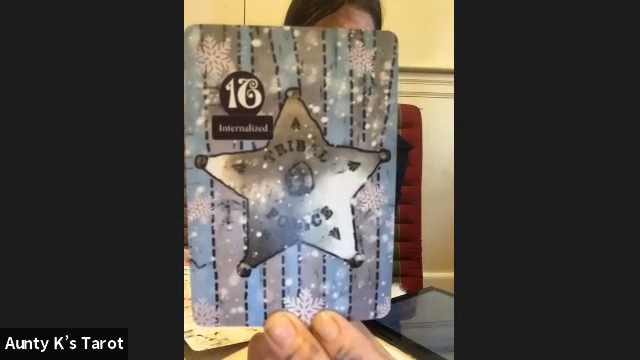 16
Internalized
TRIBAL
POLICE
Aunty K's Tarot